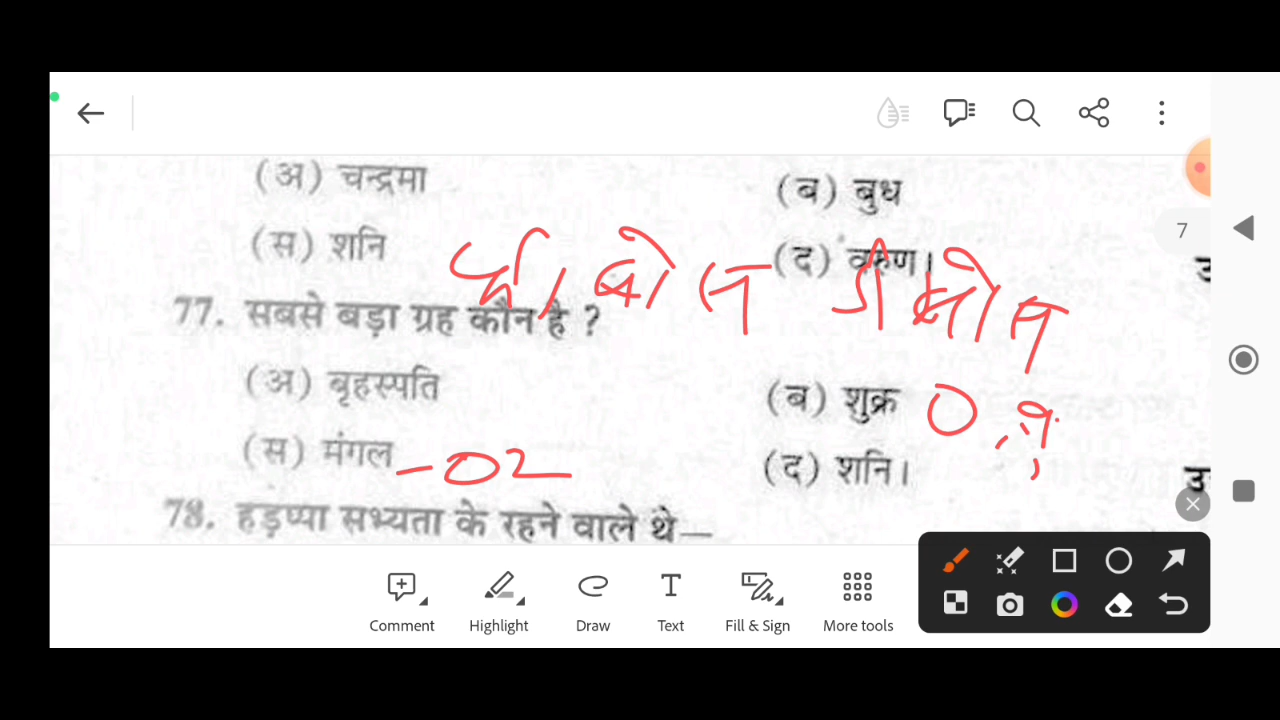 (अ) चन्द्रमा
(ब) बुध
(स) शनि
(द) वरुण।
7
77. सबसे बड़ा ग्रह कौन है ?
(अ) बृहस्पति
(ब) शुक्र
(स) मंगल
(द) शनि।
- 02
78. हड़प्पा सभ्यता के रहने वाले थे—
Comment
Highlight
Draw
T
Text
Fill & Sign
More tools